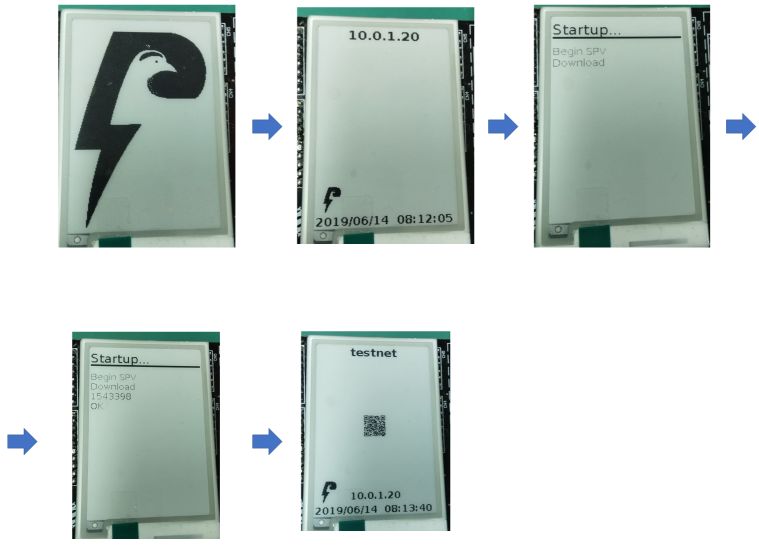 10.0.1.20
2019/06/14 08:12:05
Startup...
Begin SPV
Download
Startup...
Begin SPV
Download
1543398
OK
testnet
10.0.1.20
2019/06/14 08:13:40